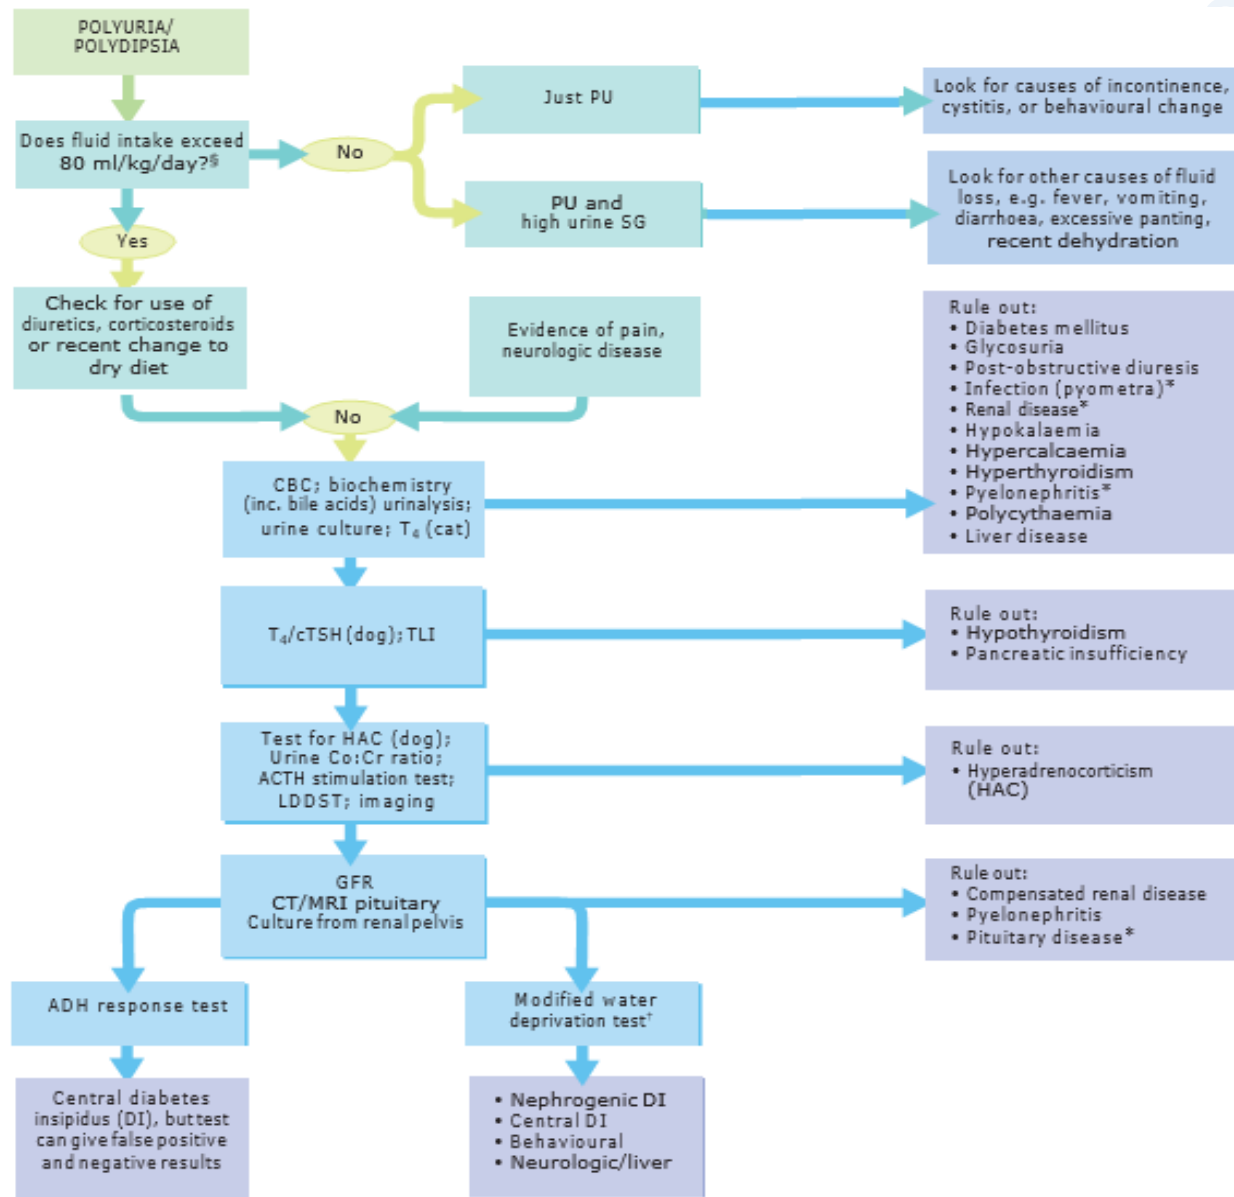 POLYURIA/
POLYDIPSIA
Does fluid intake exceed
80 ml/kg/day?§
No
Just PU
Look for causes of incontinence,
cystitis, or behavioural change
PU and
high urine SG
Look for other causes of fluid
loss, e.g. fever, vomiting,
diarrhoea, excessive panting,
recent dehydration
Yes
Check for use of
diuretics, corticosteroids
or recent change to
dry diet
Evidence of pain,
neurologic disease
No
CBC; biochemistry
(inc. bile acids) urinalysis;
urine culture; T₄ (cat)
Rule out:
• Diabetes mellitus
• Glycosuria
• Post-obstructive diuresis
• Infection (pyometra)*
• Renal disease*
• Hypokalaemia
• Hypercalcaemia
• Hyperthyroidism
• Pyelonephritis*
• Polycythaemia
• Liver disease
T₄/cTSH (dog); TLI
Rule out:
• Hypothyroidism
• Pancreatic insufficiency
Test for HAC (dog);
Urine Co:Cr ratio;
ACTH stimulation test;
LDDST; imaging
Rule out:
• Hyperadrenocorticism
(HAC)
GFR
CT/MRI pituitary
Culture from renal pelvis
Rule out:
• Compensated renal disease
• Pyelonephritis
• Pituitary disease*
ADH response test
Modified water
deprivation test†
Central diabetes
insipidus (DI), but test
can give false positive
and negative results
• Nephrogenic DI
• Central DI
• Behavioural
• Neurologic/liver